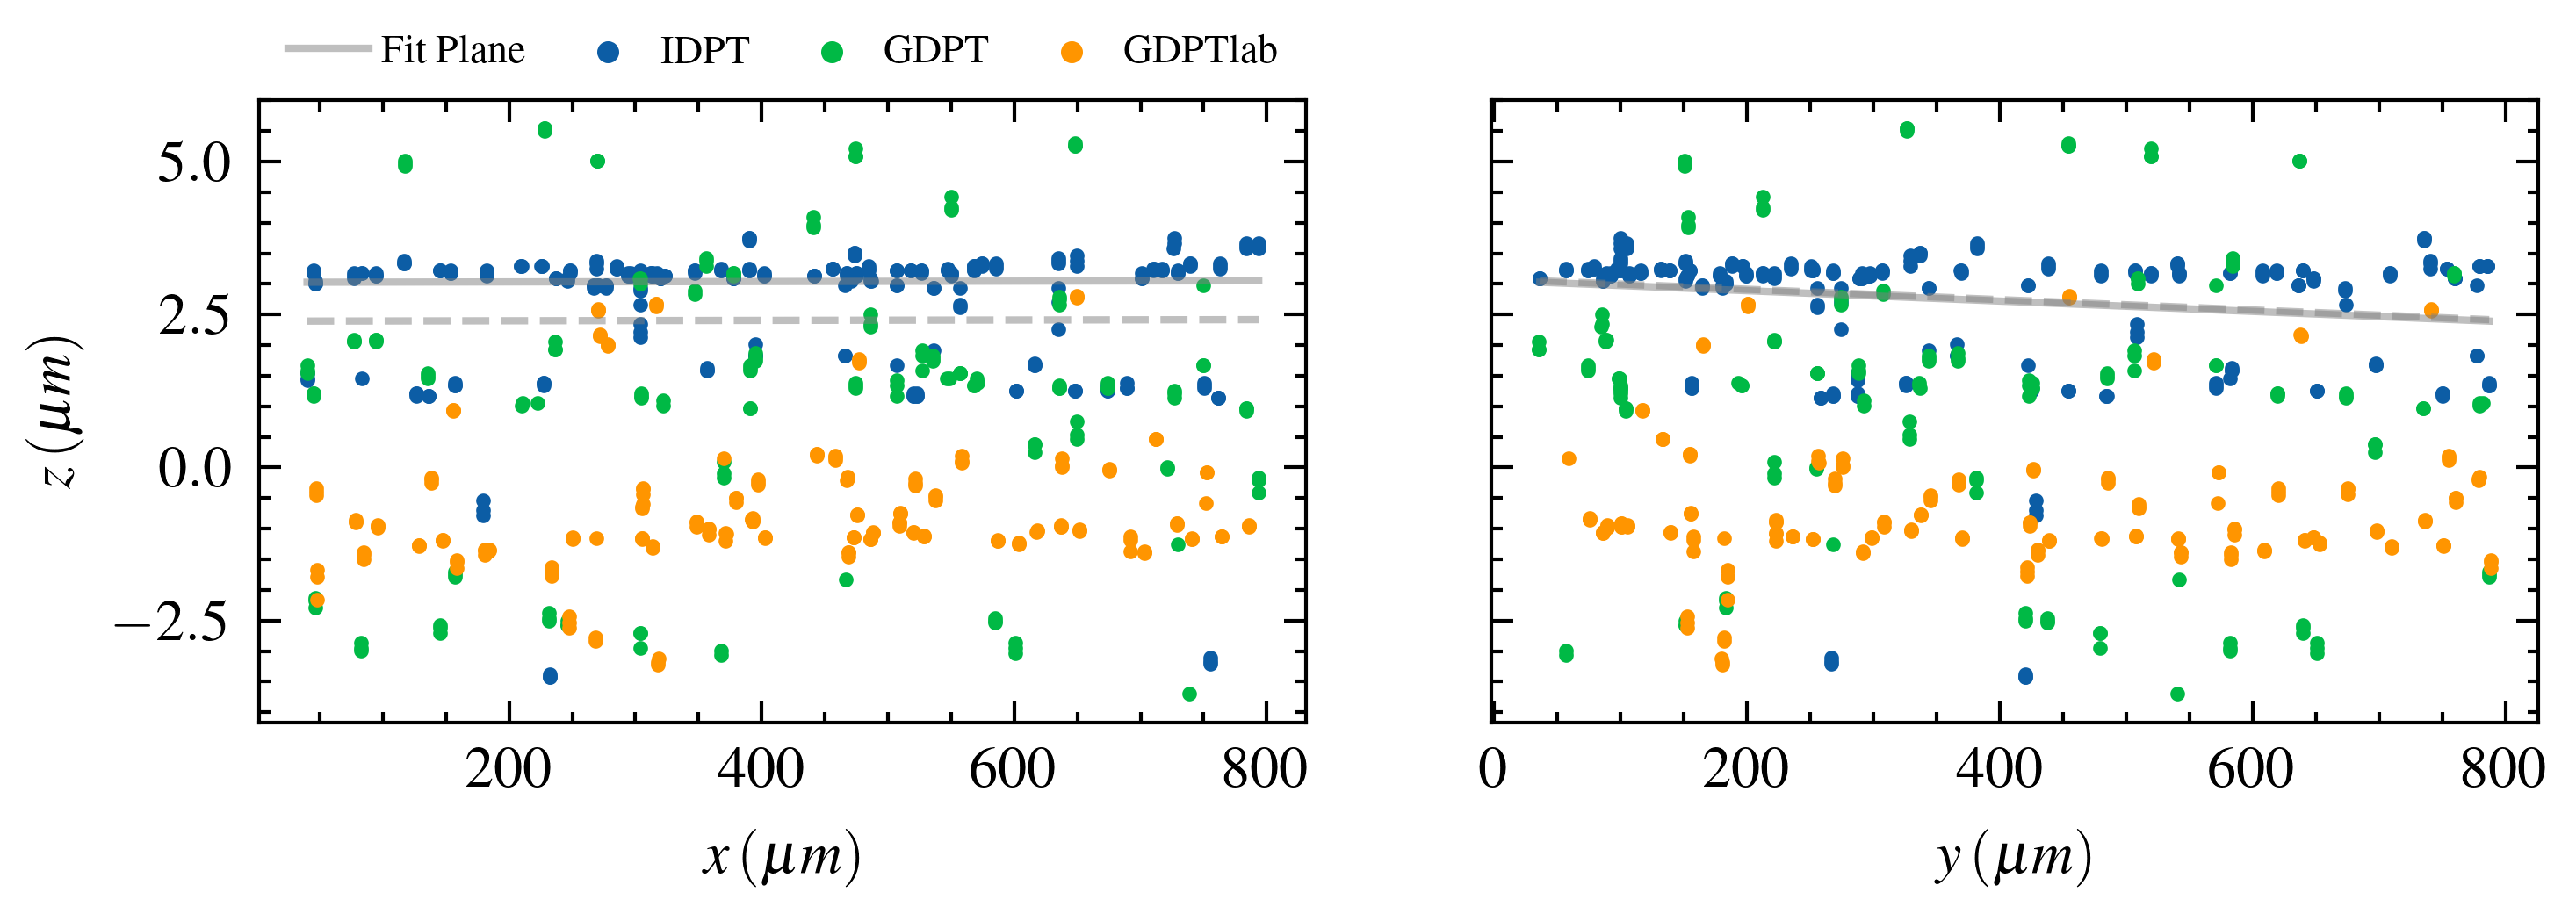 Fit Plane IDPT GDPT GDPTlab
z (μm)
5.0
2.5
0.0
−2.5
200 400 600 800
x (μm)
0 200 400 600 800
y (μm)